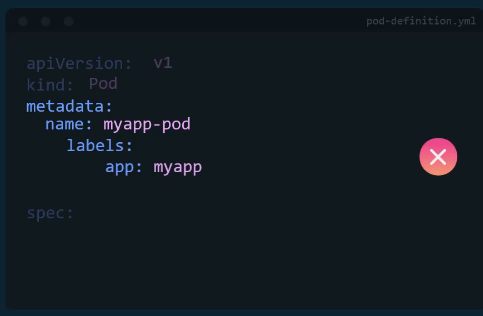 pod-definition.yml
apiVersion: v1
kind: Pod
metadata:
  name: myapp-pod
    labels:
        app: myapp
spec: